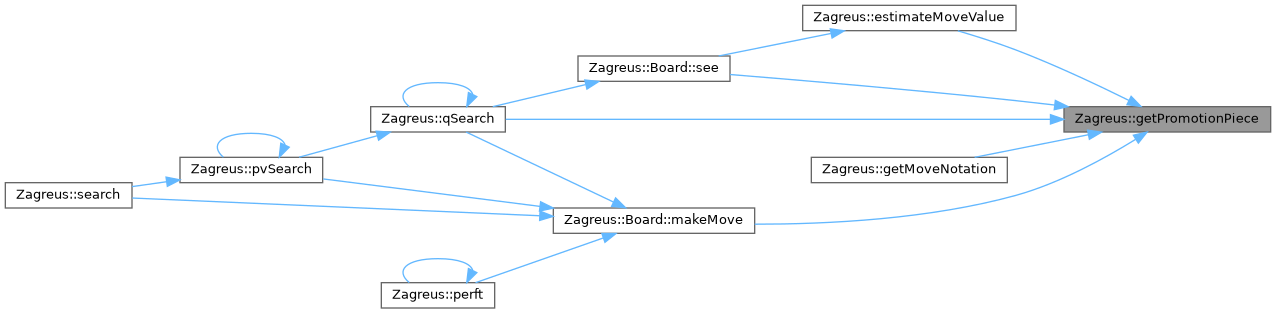 Zagreus::estimateMoveValue
Zagreus::Board::see
Zagreus::qSearch
Zagreus::getPromotionPiece
Zagreus::pvSearch
Zagreus::getMoveNotation
Zagreus::search
Zagreus::Board::makeMove
Zagreus::perft